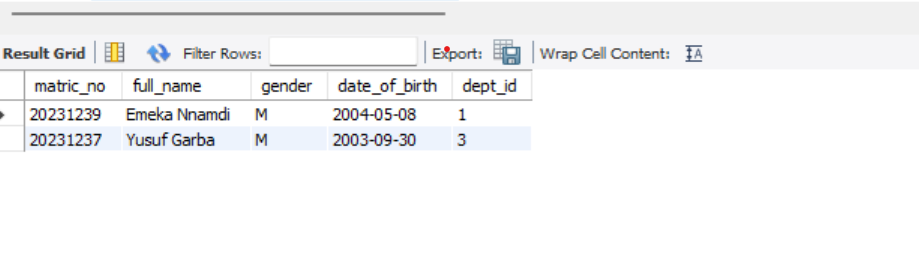 Result Grid Filter Rows: Export: Wrap Cell Content: IA
matric_no full_name gender date_of_birth dept_id
20231239 Emeka Nnamdi M 2004-05-08 1
20231237 Yusuf Garba M 2003-09-30 3